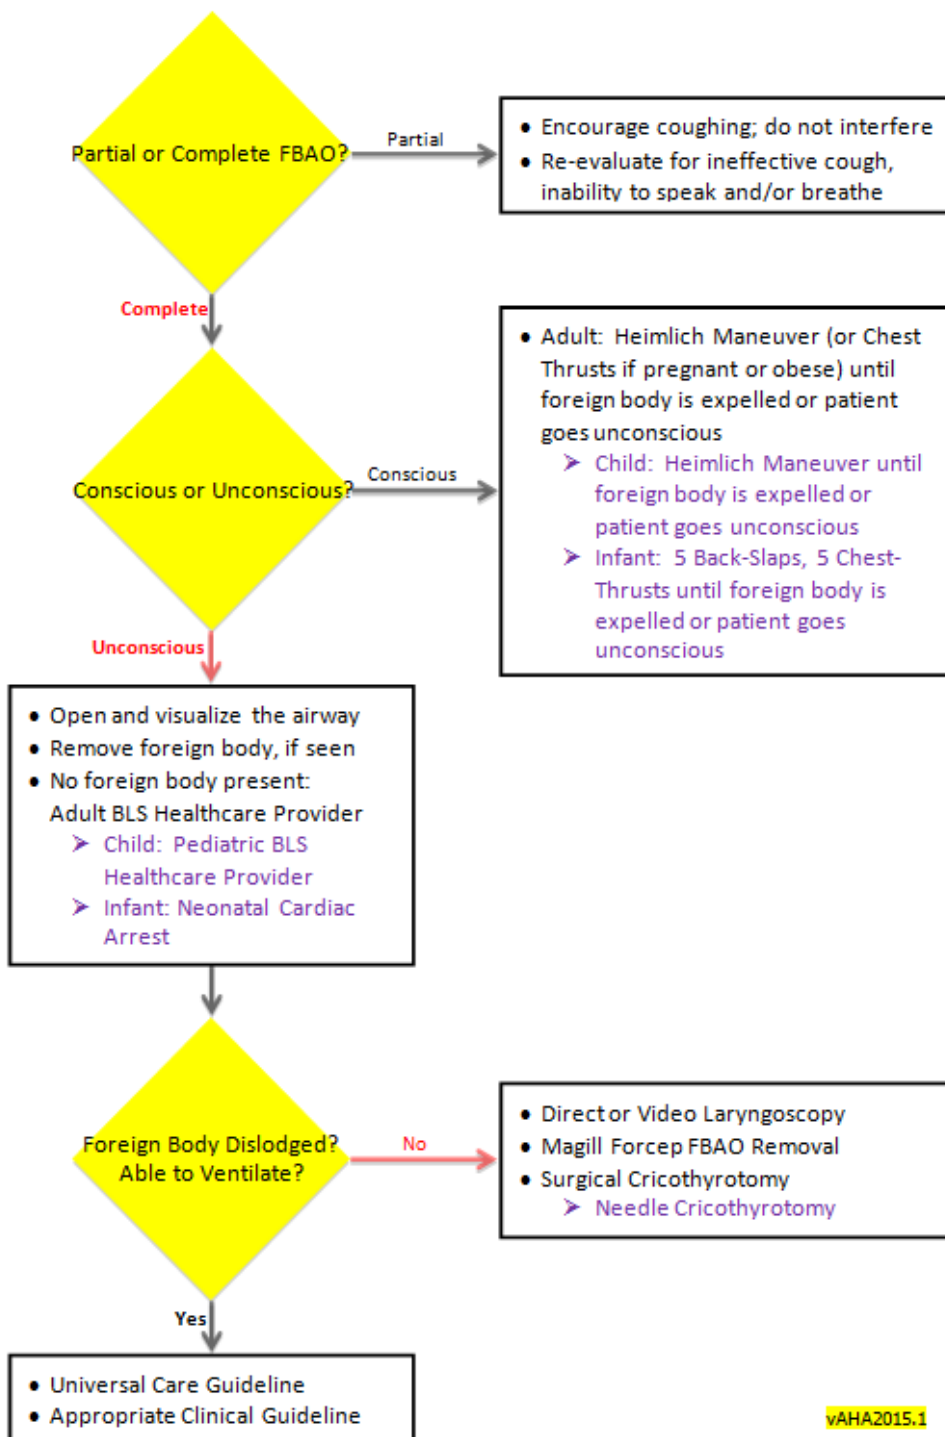 Partial or Complete FBAO?
Partial
• Encourage coughing; do not interfere
• Re-evaluate for ineffective cough,
inability to speak and/or breathe
Complete
Conscious or Unconscious?
Conscious
• Adult: Heimlich Maneuver (or Chest
Thrusts if pregnant or obese) until
foreign body is expelled or patient
goes unconscious
➤ Child: Heimlich Maneuver until
foreign body is expelled or
patient goes unconscious
➤ Infant: 5 Back-Slaps, 5 Chest-
Thrusts until foreign body is
expelled or patient goes
unconscious
Unconscious
• Open and visualize the airway
• Remove foreign body, if seen
• No foreign body present:
Adult BLS Healthcare Provider
➤ Child: Pediatric BLS
Healthcare Provider
➤ Infant: Neonatal Cardiac
Arrest
Foreign Body Dislodged?
Able to Ventilate?
No
• Direct or Video Laryngoscopy
• Magill Forcep FBAO Removal
• Surgical Cricothyrotomy
➤ Needle Cricothyrotomy
Yes
• Universal Care Guideline
• Appropriate Clinical Guideline
vAHA2015.1